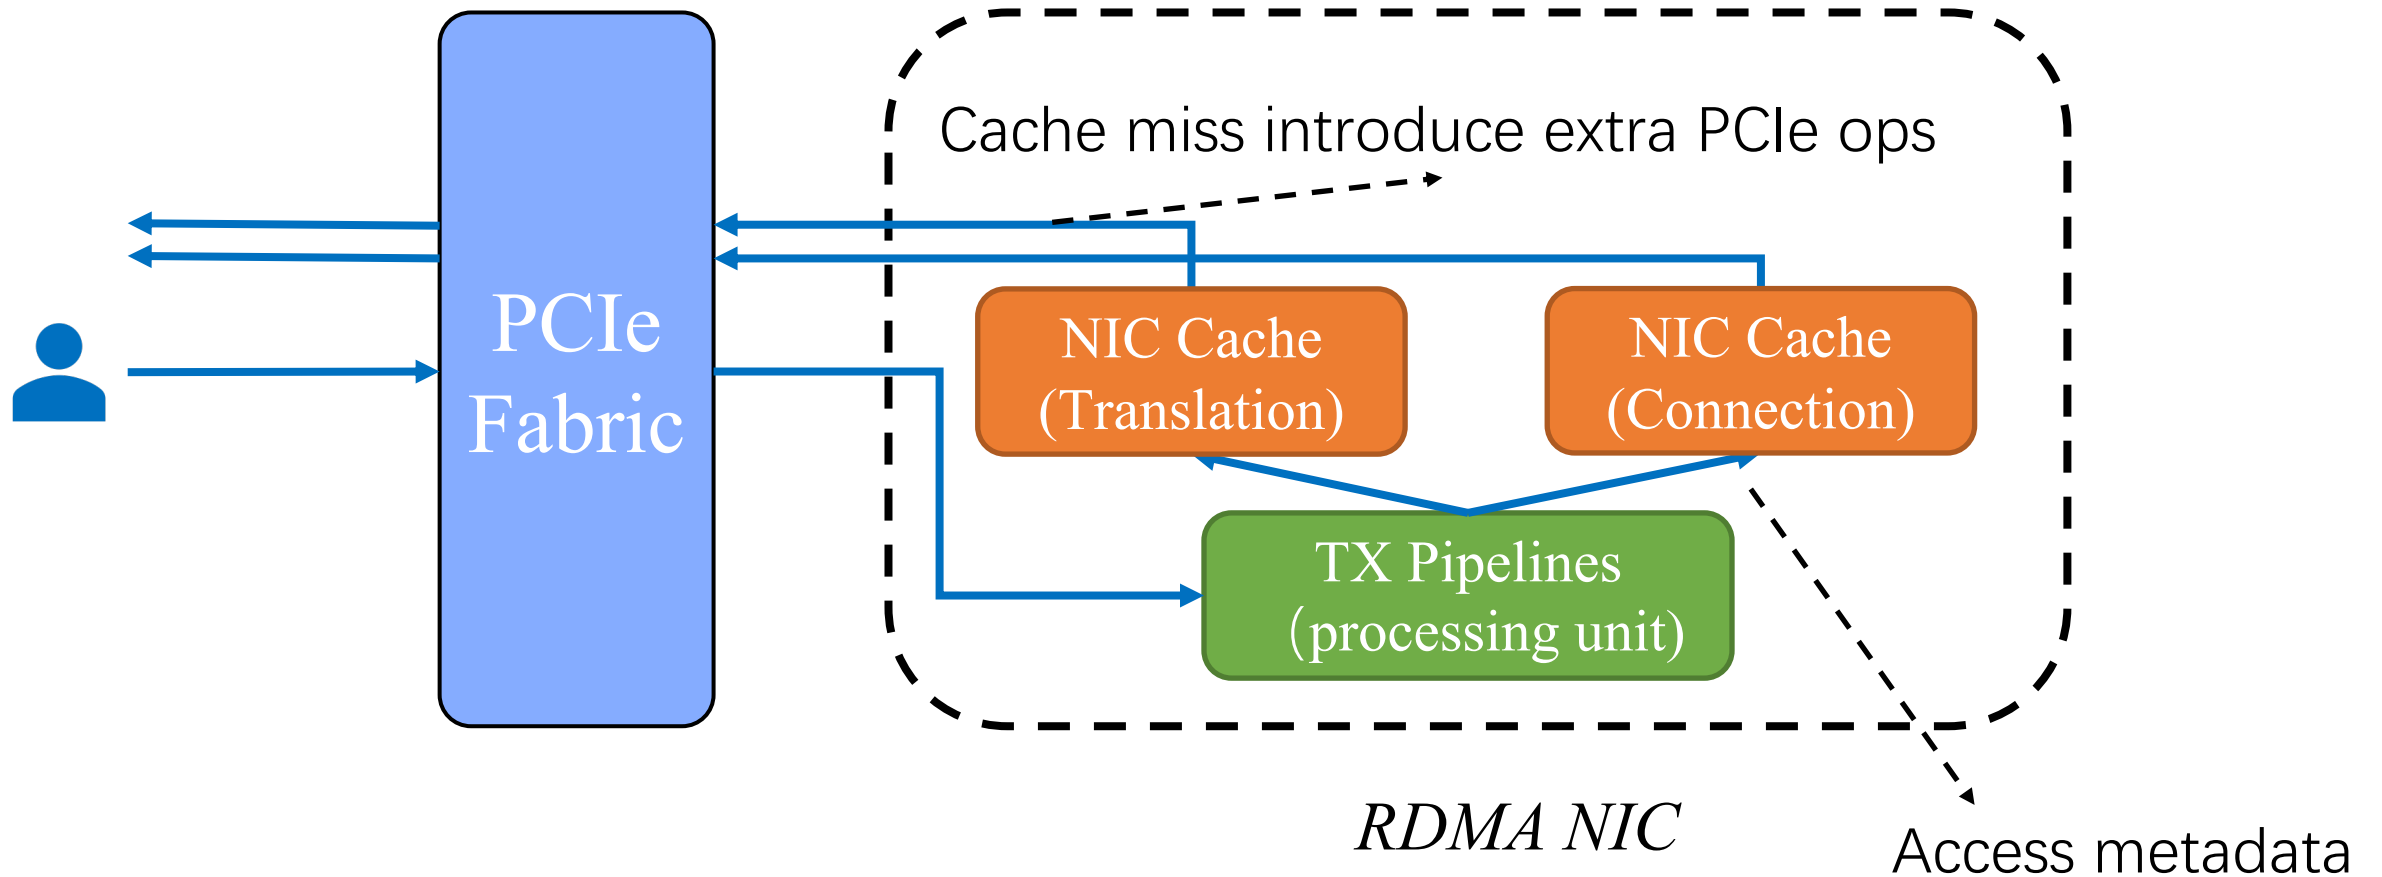 Cache miss introduce extra PCIe ops
PCIe
Fabric
NIC Cache
(Translation)
NIC Cache
(Connection)
TX Pipelines
(processing unit)
RDMA NIC
Access metadata